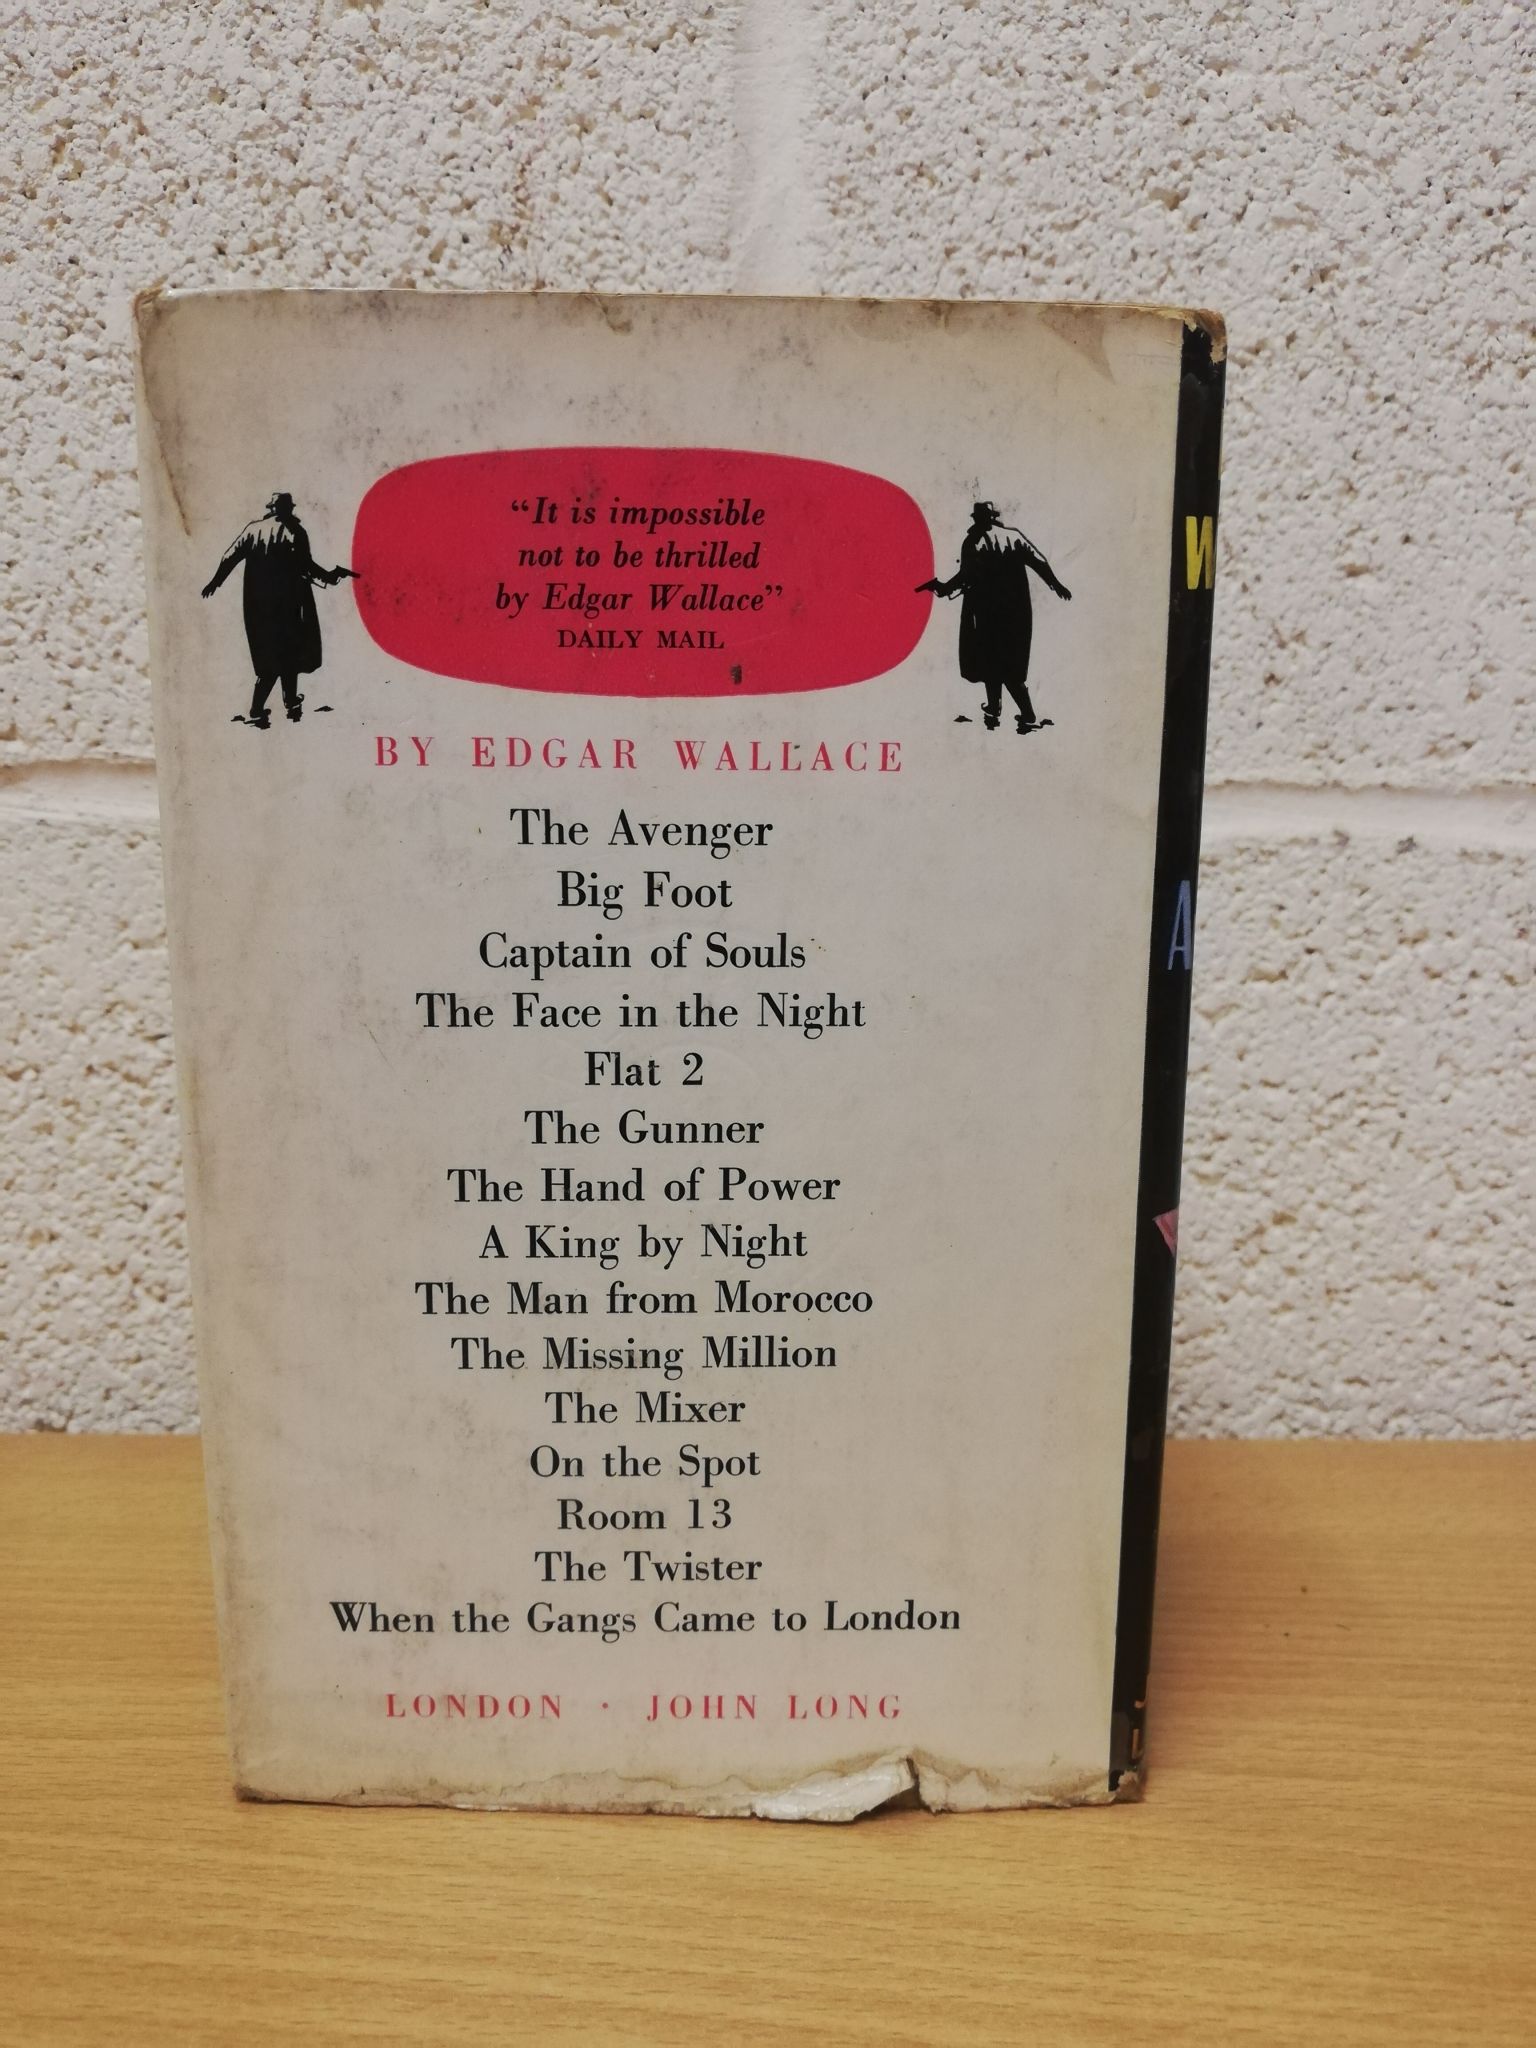 “It is impossible
not to be thrilled
by Edgar Wallace”
DAILY MAIL
BY EDGAR WALLACE
The Avenger
Big Foot
Captain of Souls
The Face in the Night
Flat 2
The Gunner
The Hand of Power
A King by Night
The Man from Morocco
The Missing Million
The Mixer
On the Spot
Room 13
The Twister
When the Gangs Came to London
LONDON · JOHN LONG